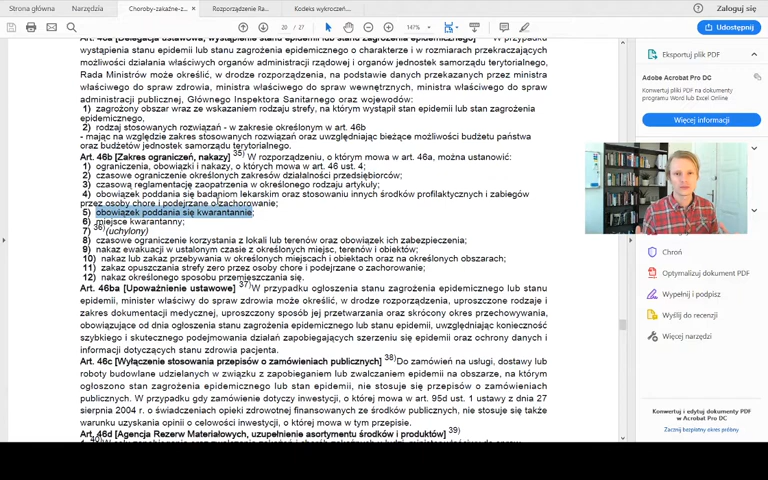 Strona główna
Narzędzia
Choroby-zakaźne-z...
Rozporządzenie Ra...
Kodeks wykroczeń...
Zaloguj się
20 / 27
147%
Udostępnij
wystąpienia stanu epidemii lub stanu zagrożenia epidemicznego o charakterze i w rozmiarach przekraczających
możliwości działania właściwych organów administracji rządowej i organów jednostek samorządu terytorialnego,
Rada Ministrów może określić, w drodze rozporządzenia, na podstawie danych przekazanych przez ministra
właściwego do spraw zdrowia, ministra właściwego do spraw wewnętrznych, ministra właściwego do spraw
administracji publicznej, Głównego Inspektora Sanitarnego oraz wojewodów:
1) zagrożony obszar wraz ze wskazaniem rodzaju strefy, na którym wystąpił stan epidemii lub stan zagrożenia
epidemicznego,
2) rodzaj stosowanych rozwiązań - w zakresie określonym w art. 46b
- mając na względzie zakres stosowanych rozwiązań oraz uwzględniając bieżące możliwości budżetu państwa
oraz budżetów jednostek samorządu terytorialnego.
Art. 46b [Zakres ograniczeń, nakazy] 35) W rozporządzeniu, o którym mowa w art. 46a, można ustanowić:
1) ograniczenia, obowiązki i nakazy, o których mowa w art. 46 ust. 4;
2) czasowe ograniczenie określonych zakresów działalności przedsiębiorców;
3) czasową reglamentację zaopatrzenia w określonego rodzaju artykuły;
4) obowiązek poddania się badaniom lekarskim oraz stosowaniu innych środków profilaktycznych i zabiegów
przez osoby chore i podejrzane o zachorowanie;
5) obowiązek poddania się kwarantannie;
6) miejsce kwarantanny;
7) 36) (uchylony)
8) czasowe ograniczenie korzystania z lokali lub terenów oraz obowiązek ich zabezpieczenia;
9) nakaz ewakuacji w ustalonym czasie z określonych miejsc, terenów i obiektów;
10) nakaz lub zakaz przebywania w określonych miejscach i obiektach oraz na określonych obszarach;
11) zakaz opuszczania strefy zero przez osoby chore i podejrzane o zachorowanie;
12) nakaz określonego sposobu przemieszczania się.
Art. 46ba [Upoważnienie ustawowe] 37) W przypadku ogłoszenia stanu zagrożenia epidemicznego lub stanu
epidemii, minister właściwy do spraw zdrowia może określić, w drodze rozporządzenia, uproszczone rodzaje i
zakres dokumentacji medycznej, uproszczony sposób jej przetwarzania oraz skrócony okres przechowywania,
obowiązujące od dnia ogłoszenia stanu zagrożenia epidemicznego lub stanu epidemii, uwzględniając konieczność
szybkiego i skutecznego podejmowania działań zapobiegających szerzeniu się epidemii oraz ochrony danych i
informacji dotyczących stanu zdrowia pacjenta.
Art. 46c [Wyłączenie stosowania przepisów o zamówieniach publicznych] 38) Do zamówień na usługi, dostawy lub
roboty budowlane udzielanych w związku z zapobieganiem lub zwalczaniem epidemii na obszarze, na którym
ogłoszono stan zagrożenia epidemicznego lub stan epidemii, nie stosuje się przepisów o zamówieniach
publicznych. W przypadku gdy zamówienie dotyczy inwestycji, o której mowa w art. 95d ust. 1 ustawy z dnia 27
sierpnia 2004 r. o świadczeniach opieki zdrowotnej finansowanych ze środków publicznych, nie stosuje się także
warunku uzyskania opinii o celowości inwestycji, o której mowa w tym przepisie.
Art. 46d [Agencja Rezerw Materiałowych, uzupełnienie asortymentu środków i produktów] 39)
Eksportuj plik PDF
Adobe Acrobat Pro DC
Konwertuj pliki PDF na dokumenty
programu Word lub Excel Online
Więcej informacji
Chroń
Optymalizuj dokument PDF
Wypełnij i podpisz
Wyślij do recenzji
Więcej narzędzi
Konwertuj i edytuj dokumenty PDF
w Acrobat Pro DC
Zacznij bezpłatny okres próbny